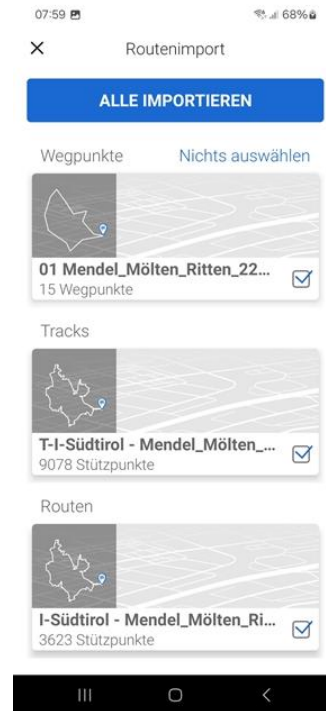 07:59 68%
Routenimport
ALLE IMPORTIEREN
Wegpunkte Nichts auswählen
01 Mendel_Mölten_Ritten_22...
15 Wegpunkte
Tracks
T-I-Südtirol - Mendel_Mölten_...
9078 Stützpunkte
Routen
I-Südtirol - Mendel_Mölten_Ri...
3623 Stützpunkte